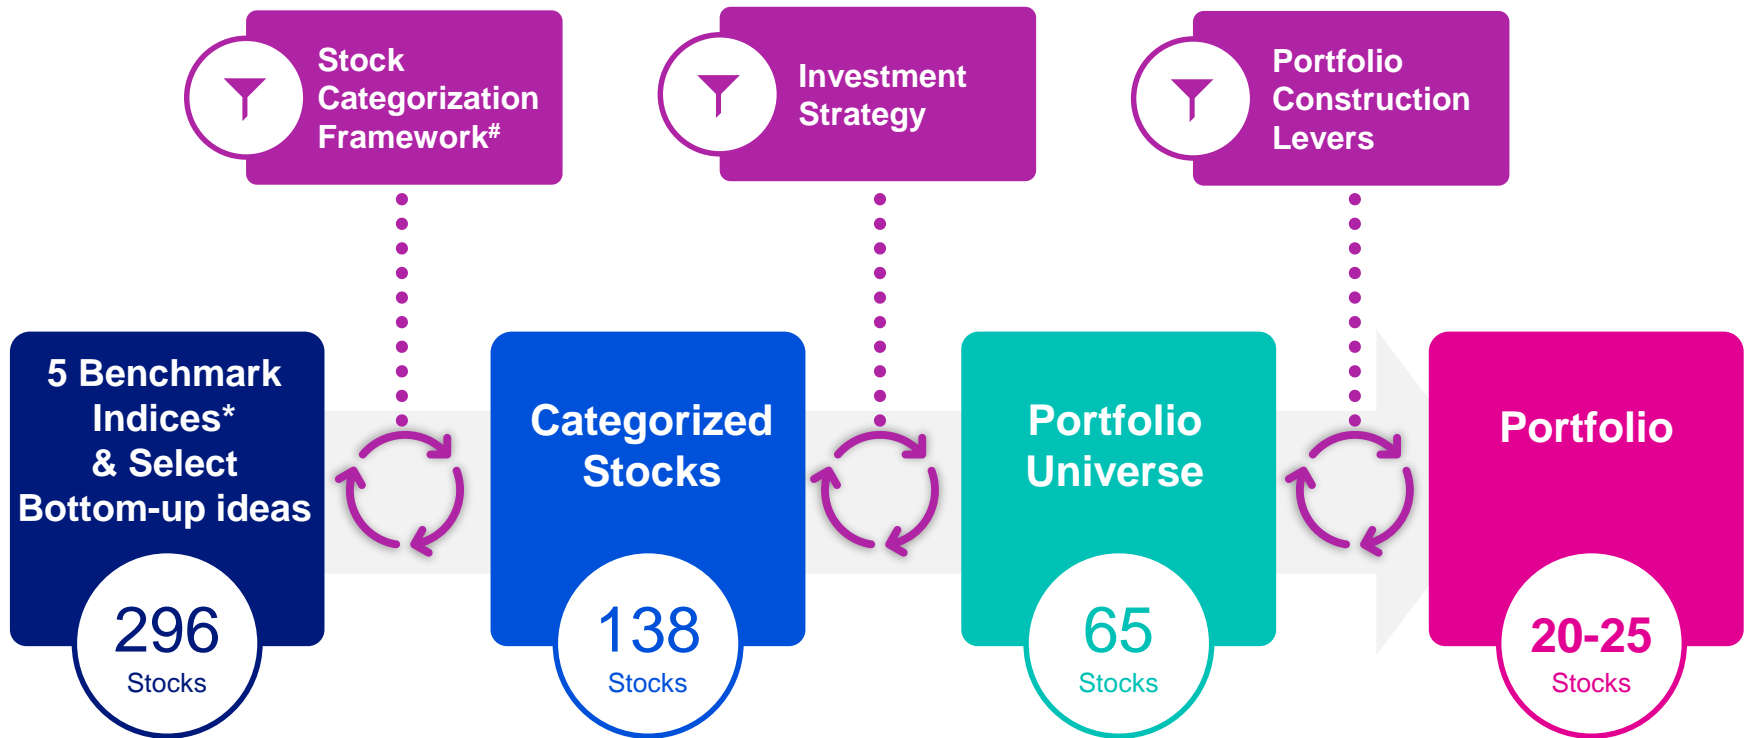 Stock
Categorization
Framework#
Investment
Strategy
Portfolio
Construction
Levers
5 Benchmark
Indices*
& Select
Bottom-up ideas
296
Stocks
Categorized
Stocks
138
Stocks
Portfolio
Universe
65
Stocks
Portfolio
20-25
Stocks